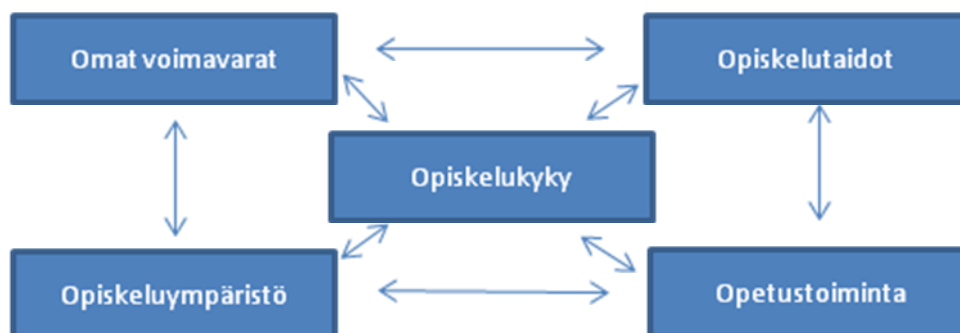 Omat voimavarat
Opiskelutaidot
Opiskelukyky
Opiskeluympäristö
Opetustoiminta